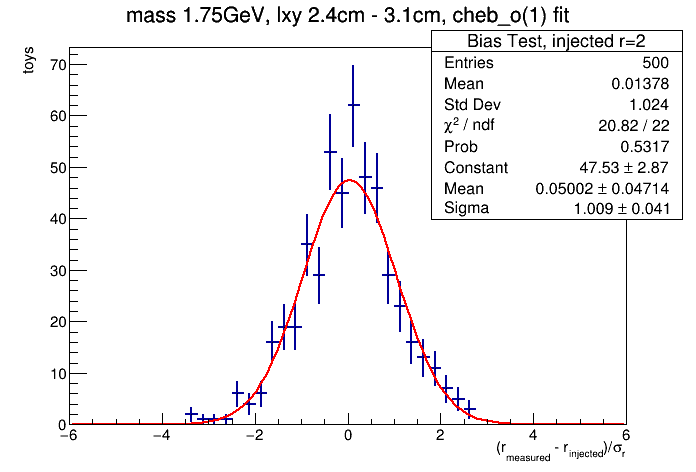 mass 1.75GeV, lxy 2.4cm - 3.1cm, cheb_o(1) fit
Bias Test, injected r=2
Entries 500
Mean 0.01378
Std Dev 1.024
χ² / ndf 20.82 / 22
Prob 0.5317
Constant 47.53 ± 2.87
Mean 0.05002 ± 0.04714
Sigma 1.009 ± 0.041
toys
70
60
50
40
30
20
10
0
−6 −4 −2 0 2 4 6
(r_measured - r_injected)/σ_r